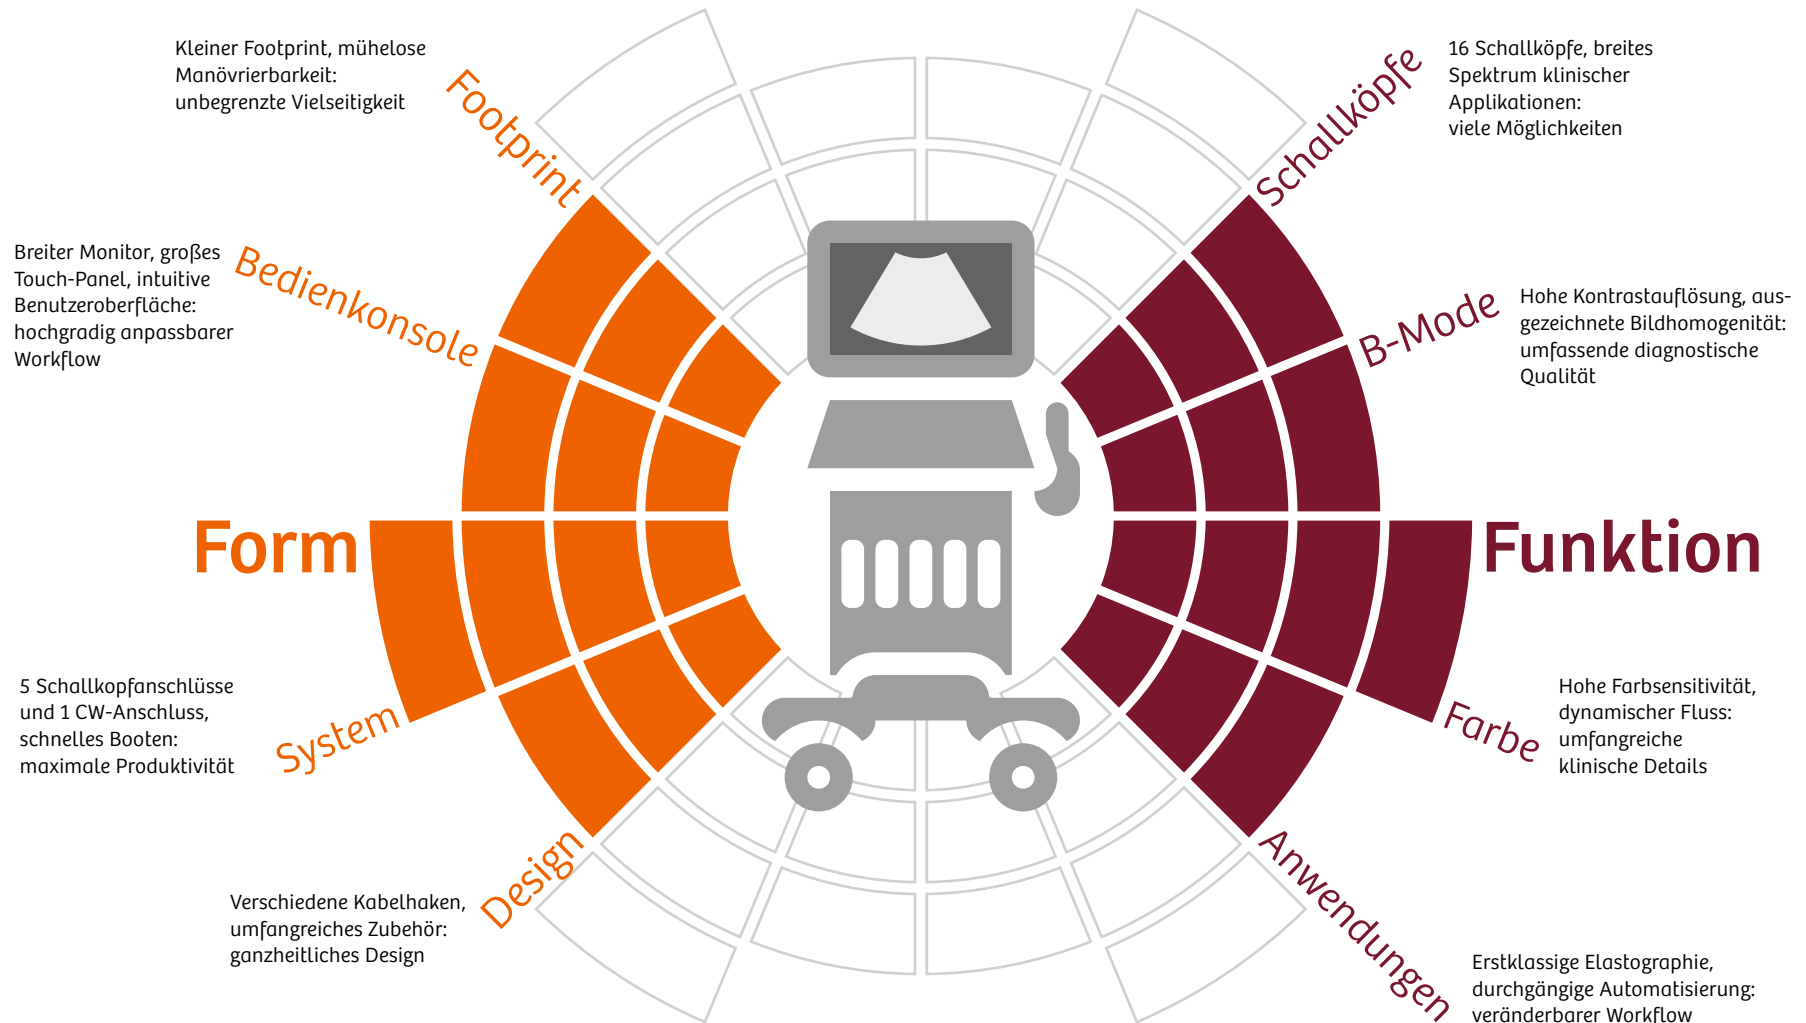 Kleiner Footprint, mühelose
Manövrierbarkeit:
unbegrenzte Vielseitigkeit
Footprint
Breiter Monitor, großes
Touch-Panel, intuitive
Benutzeroberfläche:
hochgradig anpassbarer
Workflow
Bedienkonsole
Form
5 Schallkopfanschlüsse
und 1 CW-Anschluss,
schnelles Booten:
maximale Produktivität
System
Verschiedene Kabelhaken,
umfangreiches Zubehör:
ganzheitliches Design
Design
Schallköpfe
16 Schallköpfe, breites
Spektrum klinischer
Applikationen:
viele Möglichkeiten
B-Mode
Hohe Kontrastauflösung, aus-
gezeichnete Bildhomogenität:
umfassende diagnostische
Qualität
Funktion
Farbe
Hohe Farbsensitivität,
dynamischer Fluss:
umfangreiche
klinische Details
Anwendungen
Erstklassige Elastographie,
durchgängige Automatisierung:
veränderbarer Workflow